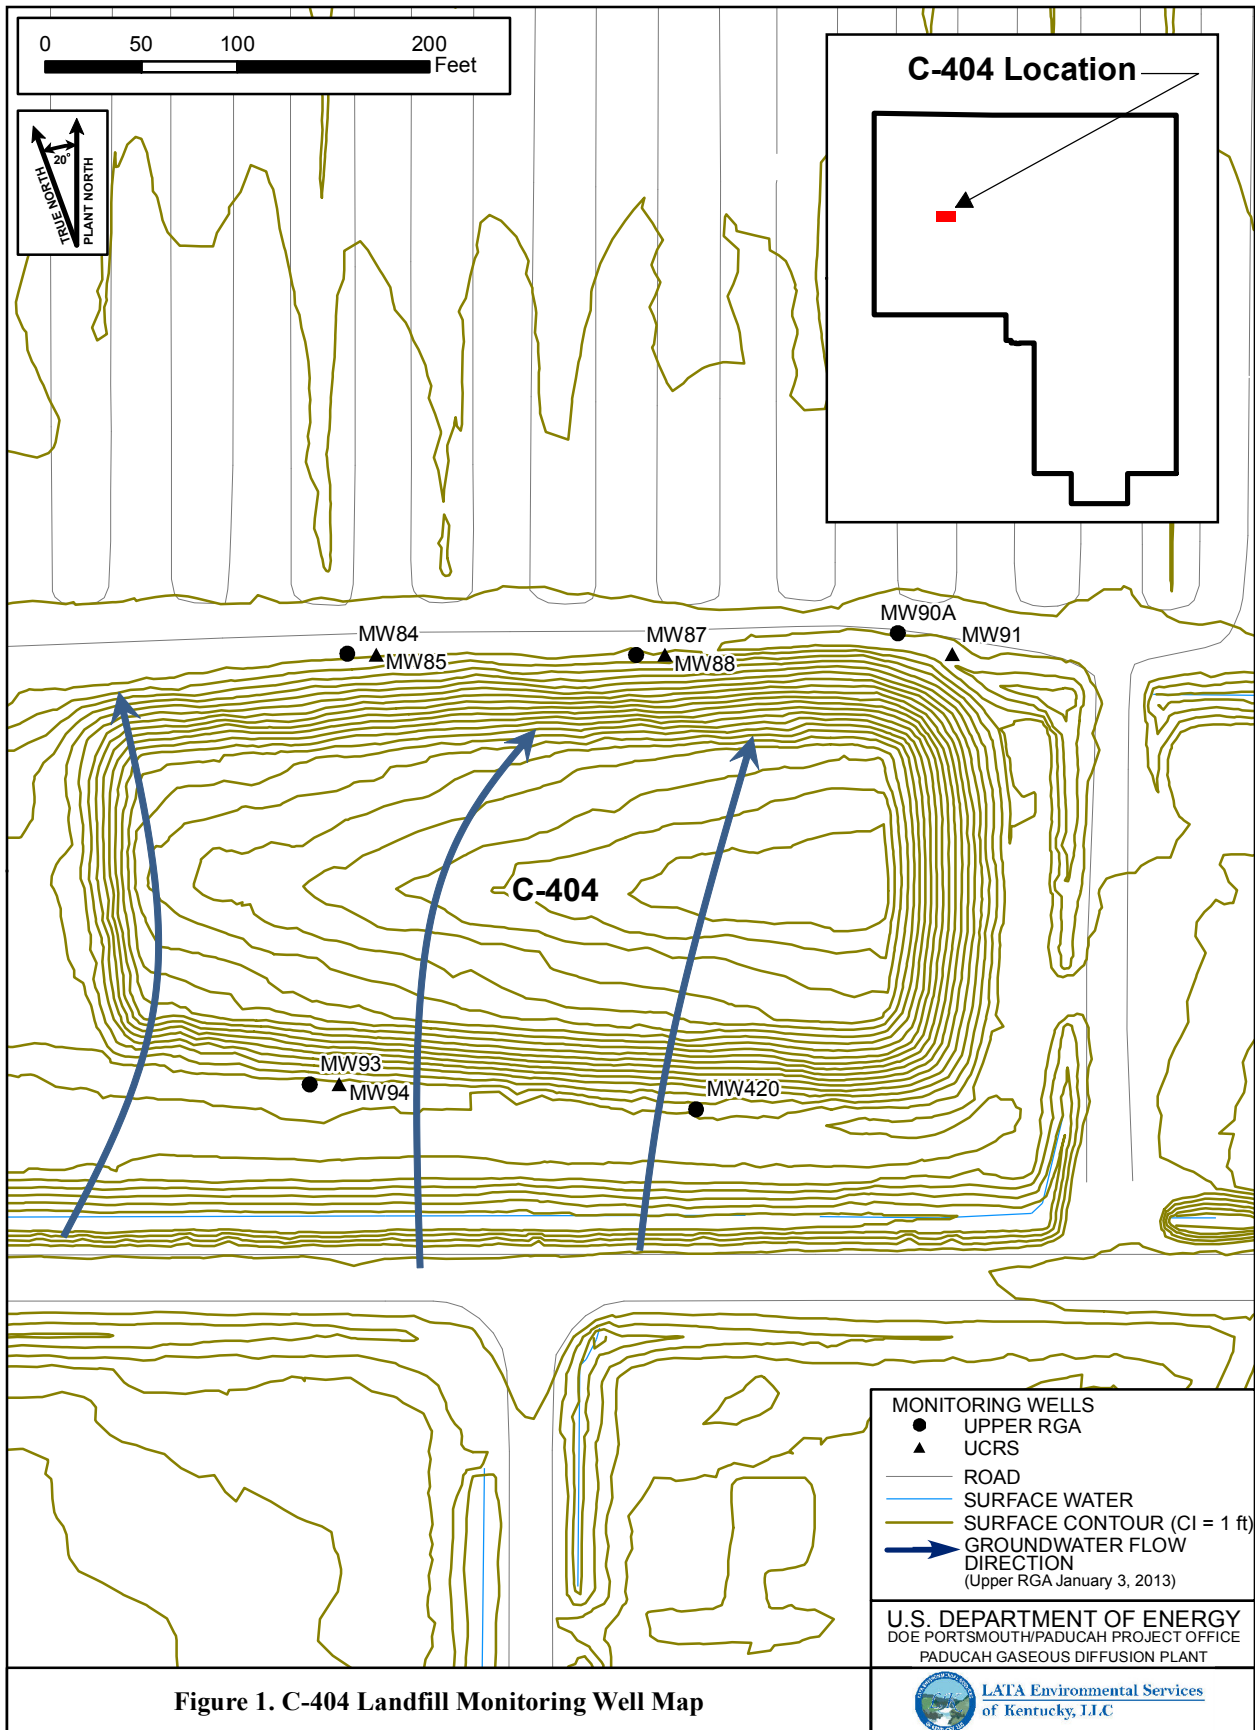 0 50 100 200
Feet
TRUE NORTH
20°
PLANT NORTH
C-404 Location
MW90A
MW84
MW87
MW91
MW85
MW88
C-404
MW93
MW94
MW420
MONITORING WELLS
UPPER RGA
UCRS
ROAD
SURFACE WATER
SURFACE CONTOUR (CI = 1 ft)
GROUNDWATER FLOW
DIRECTION
(Upper RGA January 3, 2013)
U.S. DEPARTMENT OF ENERGY
DOE PORTSMOUTH/PADUCAH PROJECT OFFICE
PADUCAH GASEOUS DIFFUSION PLANT
Figure 1. C-404 Landfill Monitoring Well Map
LATA Environmental Services
of Kentucky, LLC